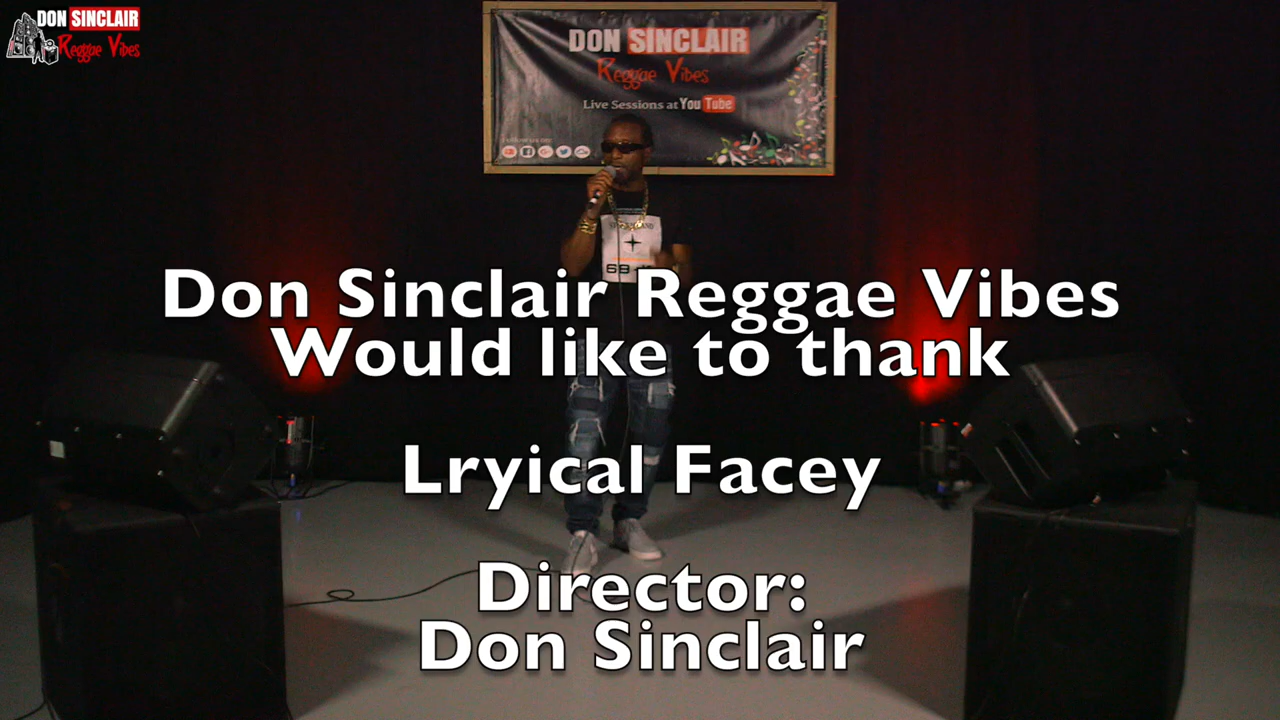 DON SINCLAIR
Reggae Vibes
DON SINCLAIR
Reggae Vibes
Live Sessions at YouTube
Don Sinclair Reggae Vibes
Would like to thank
Lryical Facey
Director:
Don Sinclair